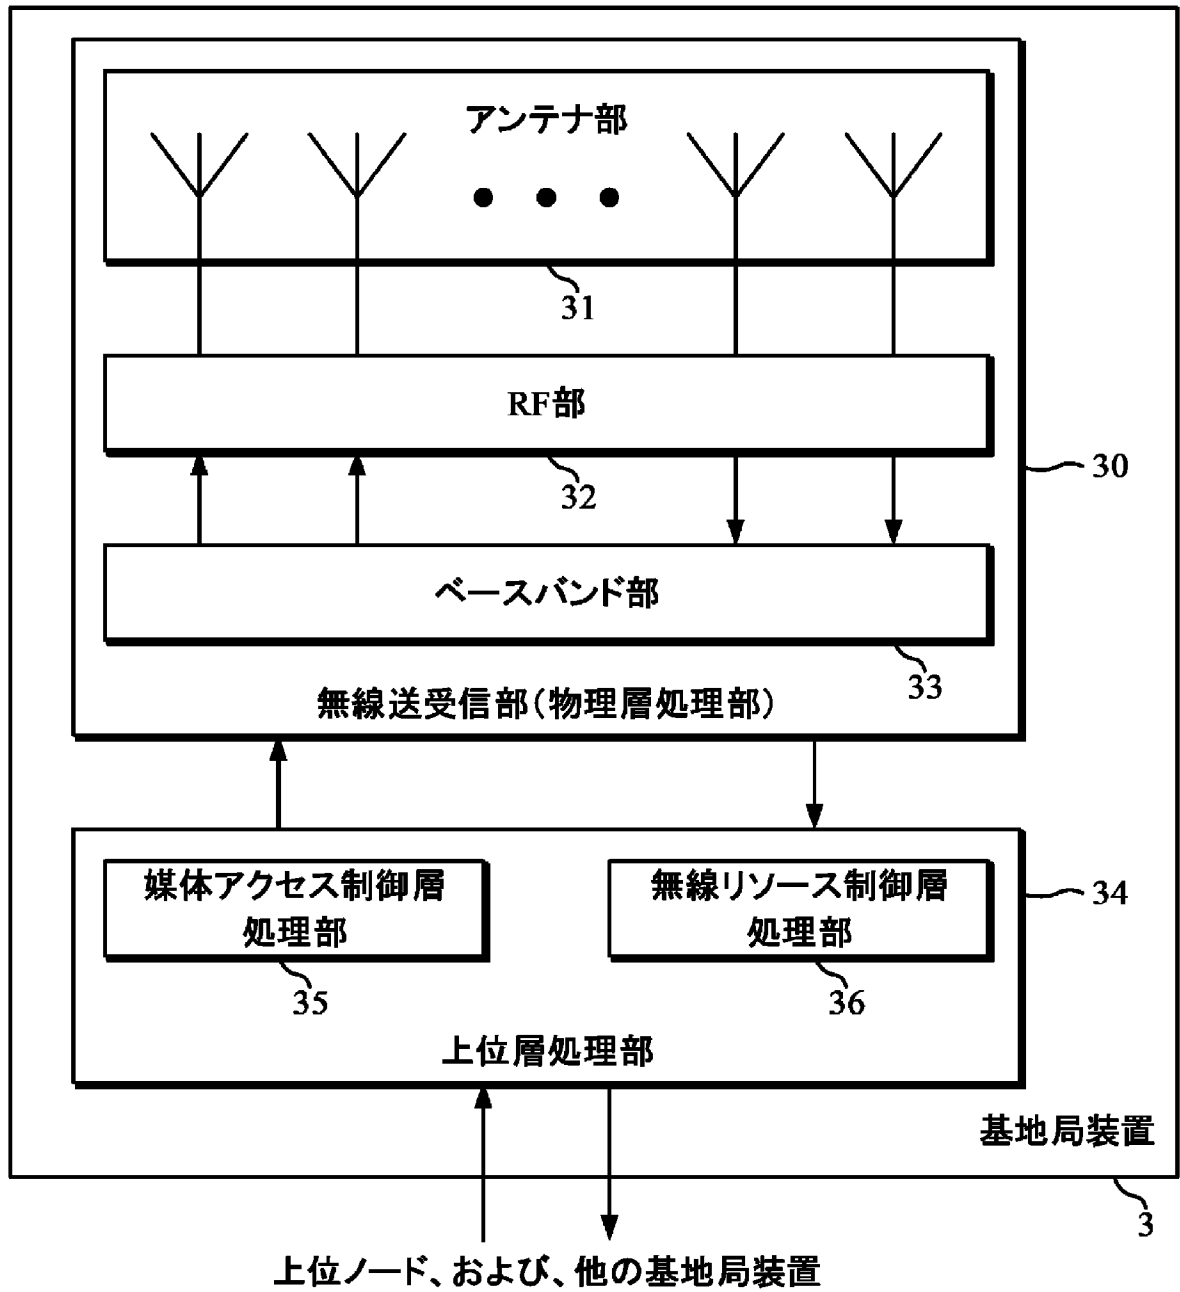 アンテナ部
31
RF部
32
30
ベースバンド部
33
無線送受信部（物理層処理部）
媒体アクセス制御層
処理部
35
無線リソース制御層
処理部
36
34
上位層処理部
基地局装置
3
上位ノード、および、他の基地局装置